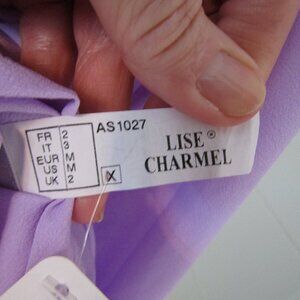 FR 2
IT 3
EUR M
US M
UK 2
AS1027
X
LISE®
CHARMEL